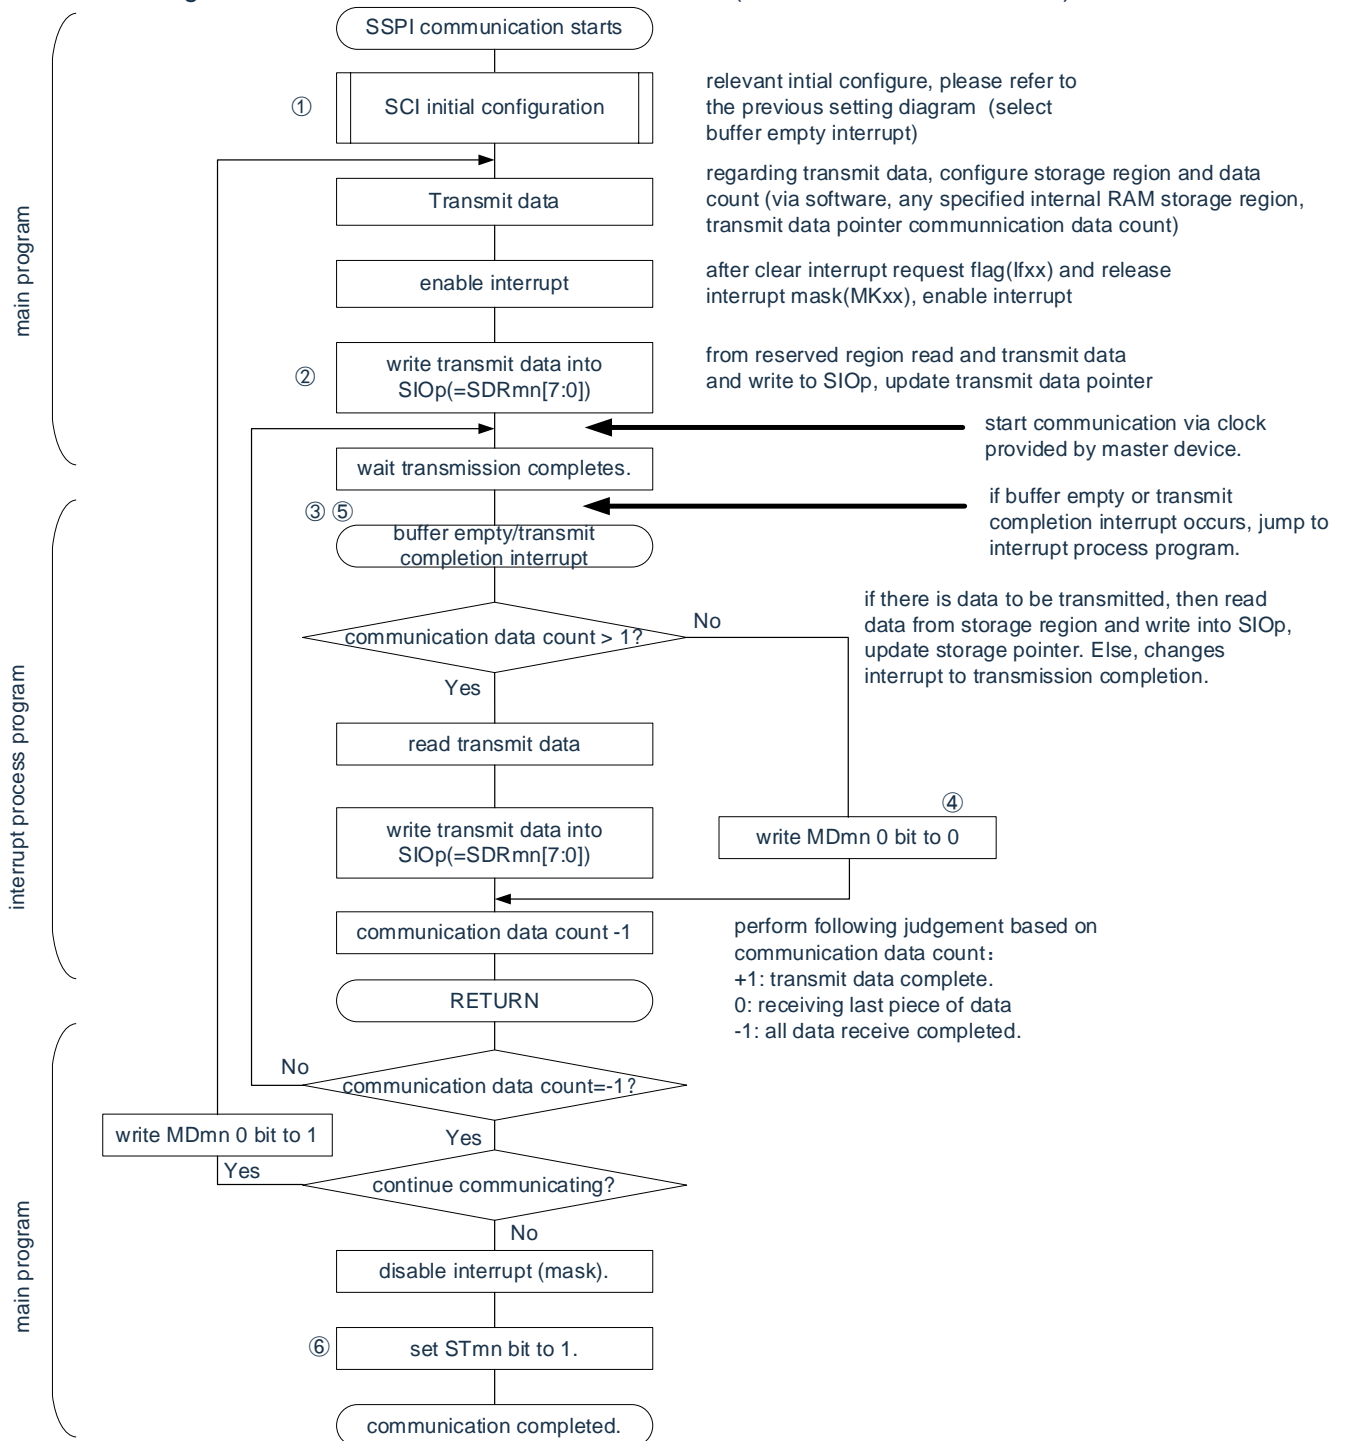 SSPI communication starts
①
SCI initial configuration
relevant intial configure, please refer to
the previous setting diagram (select
buffer empty interrupt)
Transmit data
regarding transmit data, configure storage region and data
count (via software, any specified internal RAM storage region,
transmit data pointer communnication data count)
main program
enable interrupt
after clear interrupt request flag(Ifxx) and release
interrupt mask(MKxx), enable interrupt
②
write transmit data into
SIOp(=SDRmn[7:0])
from reserved region read and transmit data
and write to SIOp, update transmit data pointer
start communication via clock
provided by master device.
wait transmission completes.
③ ⑤
if buffer empty or transmit
completion interrupt occurs, jump to
interrupt process program.
buffer empty/transmit
completion interrupt
if there is data to be transmitted, then read
data from storage region and write into SIOp,
update storage pointer. Else, changes
interrupt to transmission completion.
communication data count > 1?
No
Yes
interrupt process program
read transmit data
④
write transmit data into
SIOp(=SDRmn[7:0])
write MDmn 0 bit to 0
communication data count -1
perform following judgement based on
communication data count：
+1: transmit data complete.
0: receiving last piece of data
-1: all data receive completed.
RETURN
No
communication data count=-1?
write MDmn 0 bit to 1
Yes
Yes
continue communicating?
No
main program
disable interrupt (mask).
⑥
set STmn bit to 1.
communication completed.